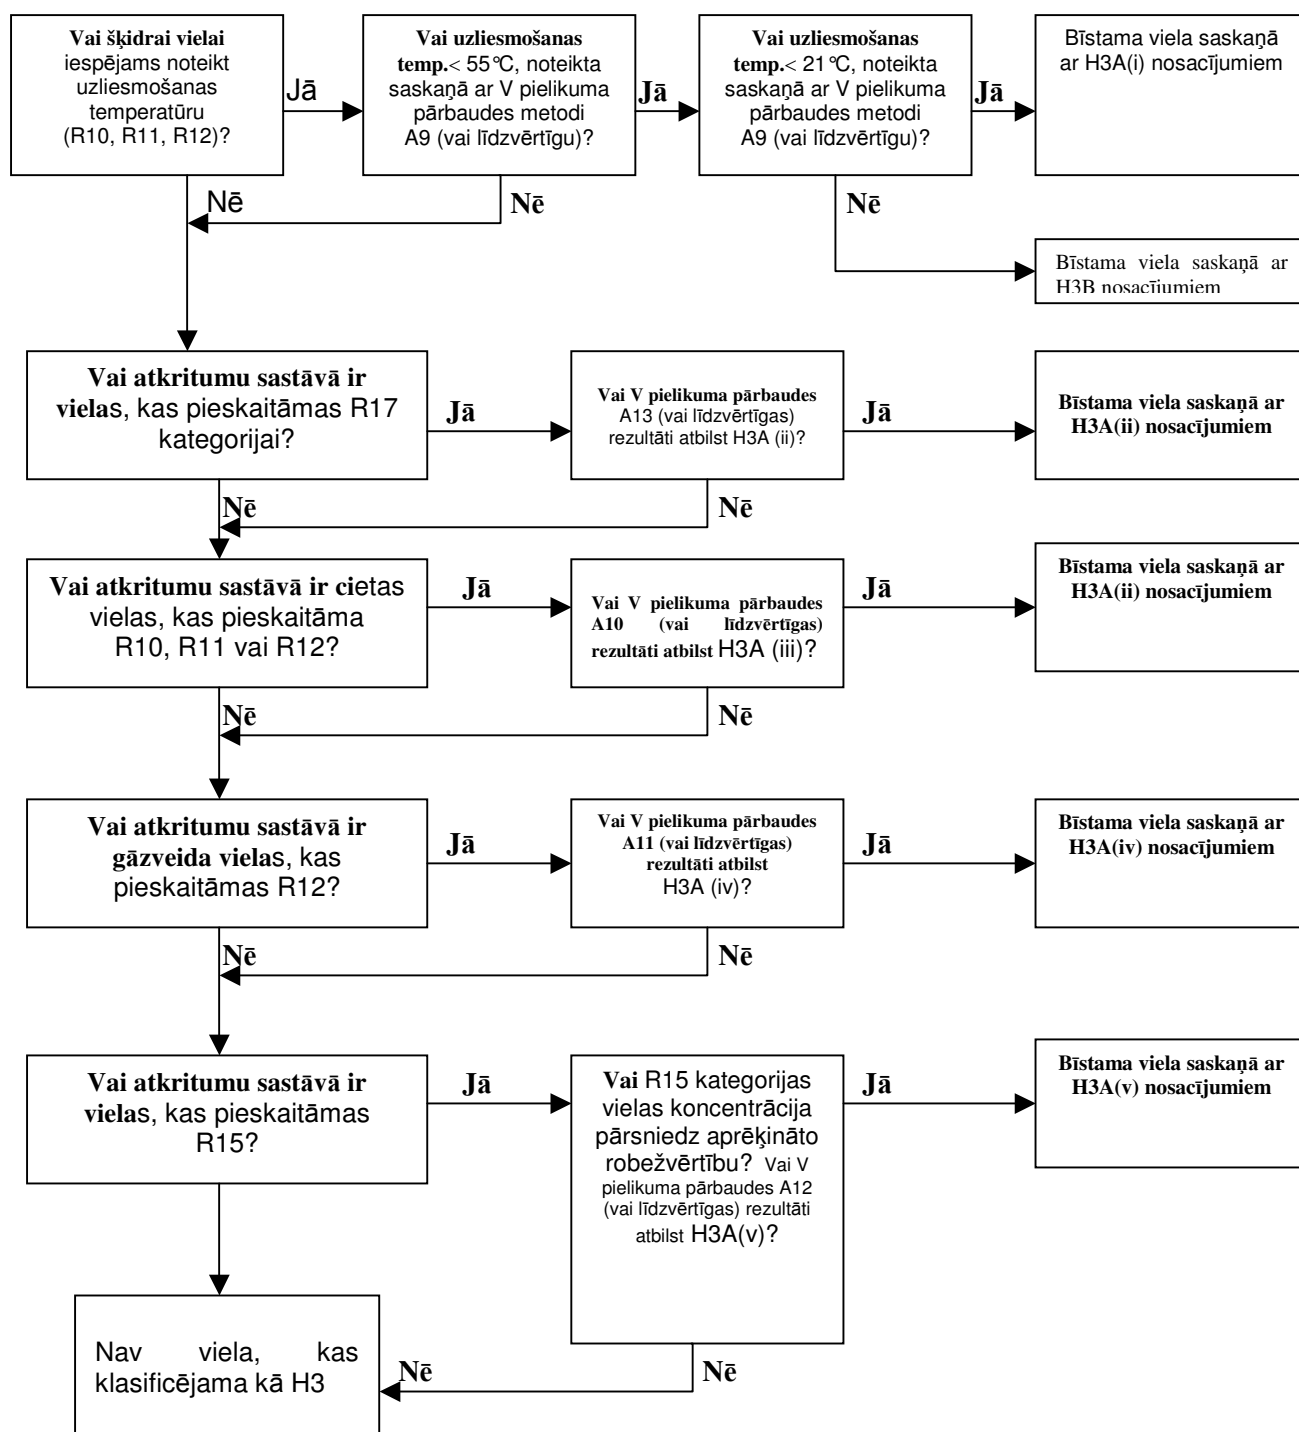 Vai šķidrai vielai
iespējams noteikt
uzliesmošanas
temperatūru
(R10, R11, R12)?
Jā
Vai uzliesmošanas
temp.< 55°C, noteikta
saskaņā ar V pielikuma
pārbaudes metodi
A9 (vai līdzvērtīgu)?
Jā
Vai uzliesmošanas
temp.< 21°C, noteikta
saskaņā ar V pielikuma
pārbaudes metodi
A9 (vai līdzvērtīgu)?
Jā
Bīstama viela saskaņā
ar H3A(i) nosacījumiem
Nē
Nē
Nē
Bīstama viela saskaņā ar
H3B nosacījumiem
Vai atkritumu sastāvā ir
vielas, kas pieskaitāmas R17
kategorijai?
Jā
Vai V pielikuma pārbaudes
A13 (vai līdzvērtīgas)
rezultāti atbilst H3A (ii)?
Jā
Bīstama viela saskaņā ar
H3A(ii) nosacījumiem
Nē
Nē
Vai atkritumu sastāvā ir cietas
vielas, kas pieskaitāma
R10, R11 vai R12?
Jā
Vai V pielikuma pārbaudes
A10 (vai līdzvērtīgas)
rezultāti atbilst H3A (iii)?
Jā
Bīstama viela saskaņā ar
H3A(ii) nosacījumiem
Nē
Nē
Vai atkritumu sastāvā ir
gāzveida vielas, kas
pieskaitāmas R12?
Jā
Vai V pielikuma pārbaudes
A11 (vai līdzvērtīgas)
rezultāti atbilst
H3A (iv)?
Jā
Bīstama viela saskaņā ar
H3A(iv) nosacījumiem
Nē
Nē
Vai atkritumu sastāvā ir
vielas, kas pieskaitāmas
R15?
Jā
Vai R15 kategorijas
vielas koncentrācija
pārsniedz aprēķināto
robežvērtību? Vai V
pielikuma pārbaudes A12
(vai līdzvērtīgas) rezultāti
atbilst H3A(v)?
Jā
Bīstama viela saskaņā ar
H3A(v) nosacījumiem
Nav viela, kas
klasificējama kā H3
Nē
Nē